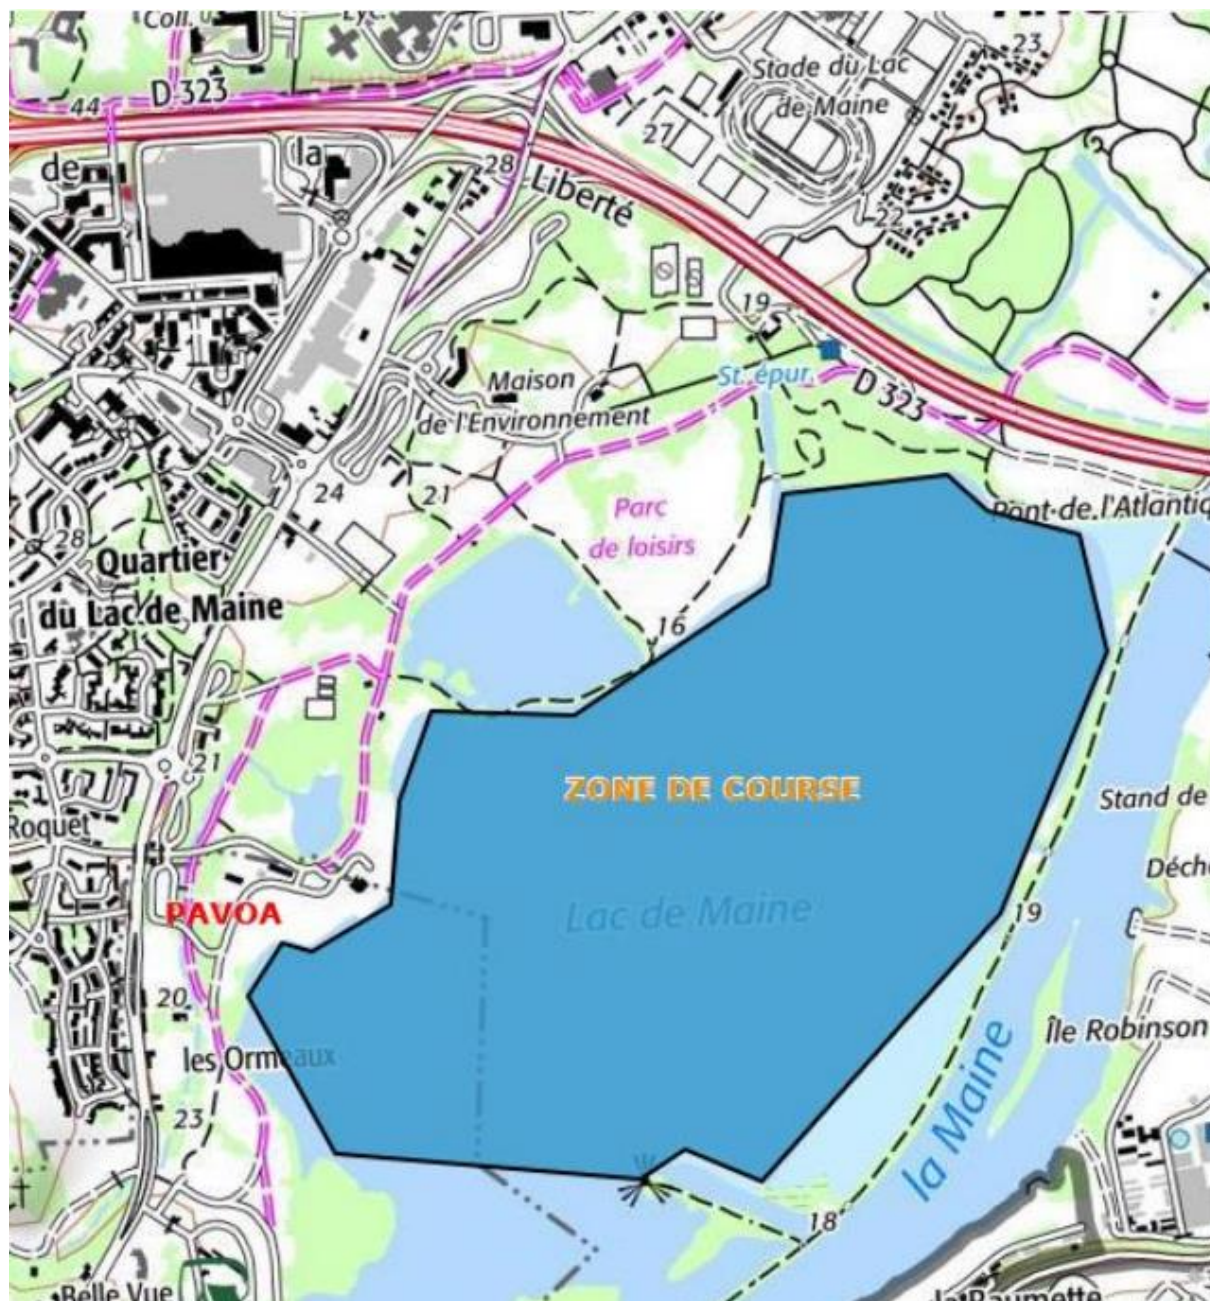 Coll.
Lyc.
23
Stade du Lac
de Maine
D 323
44
27
de
la
28
Liberté
22
19
St. épur.
Maison
de l'Environnement
D 323
24
21
Parc
de loisirs
Pont de l'Atlantiq
28
Quartier
du Lac de Maine
16
21
ZONE DE COURSE
Stand de
Roquet
Déch
PAVOA
Lac de Maine
19
20
Île Robinson
les Ormeaux
la Maine
23
18
Belle Vue
la Baumette